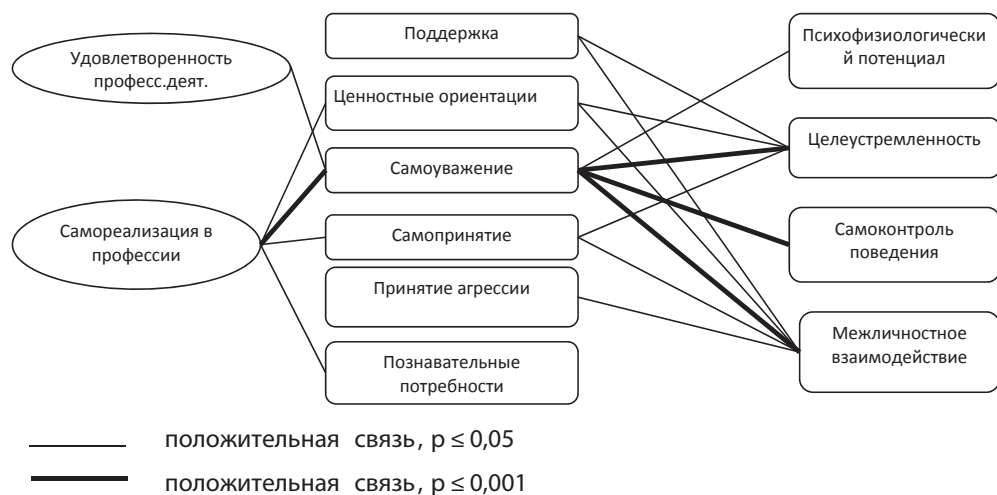 Удовлетворенность
професс.деят.
Самореализация в
профессии
Поддержка
Ценностные ориентации
Самоуважение
Самопринятие
Принятие агрессии
Познавательные
потребности
Психофизиологически
й потенциал
Целеустремленность
Самоконтроль
поведения
Межличностное
взаимодействие
положительная связь, p ≤ 0,05
положительная связь, p ≤ 0,001